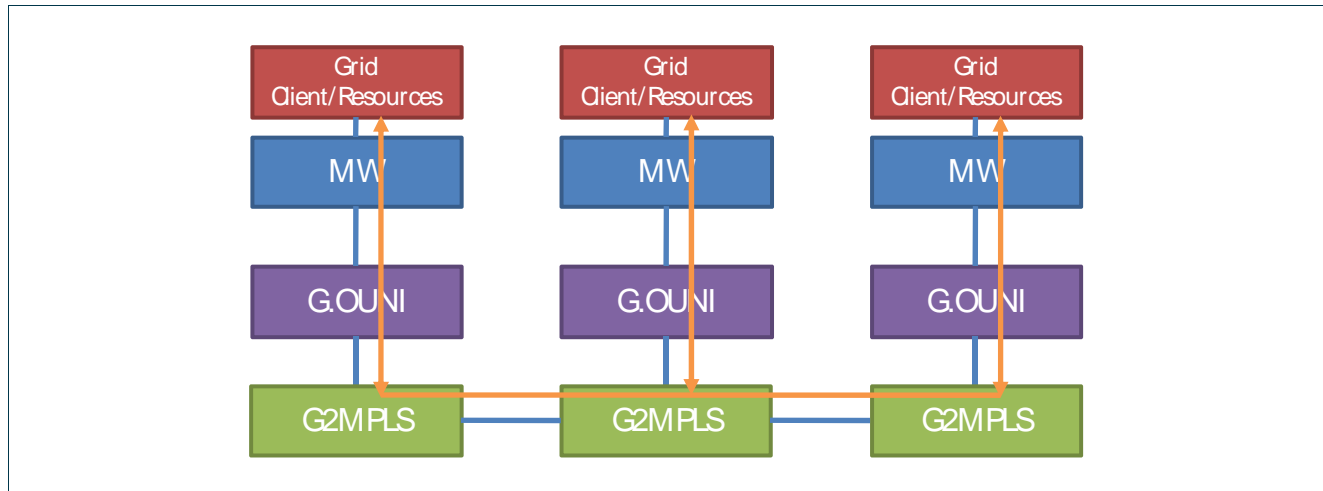 Grid
Client/Resources
Grid
Client/Resources
Grid
Client/Resources
MW
MW
MW
G.OUNI
G.OUNI
G.OUNI
G2MPLS
G2MPLS
G2MPLS